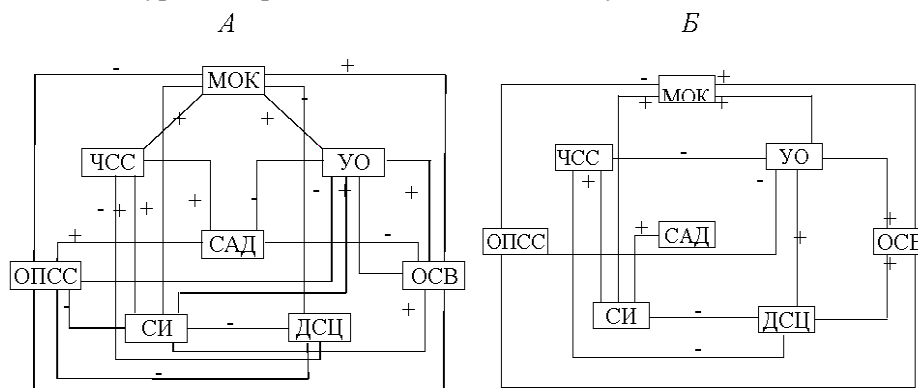 А Б
- +
МОК
-
+ +
ЧСС УО
- + + + - - + +
САД
+ -
ОПСС ОСВ
- +
СИ - ДСЦ
-
- +
МОК
+ +
ЧСС - УО
+ -
+ САД +
ОПСС + ОСВ
+
СИ - ДСЦ
-